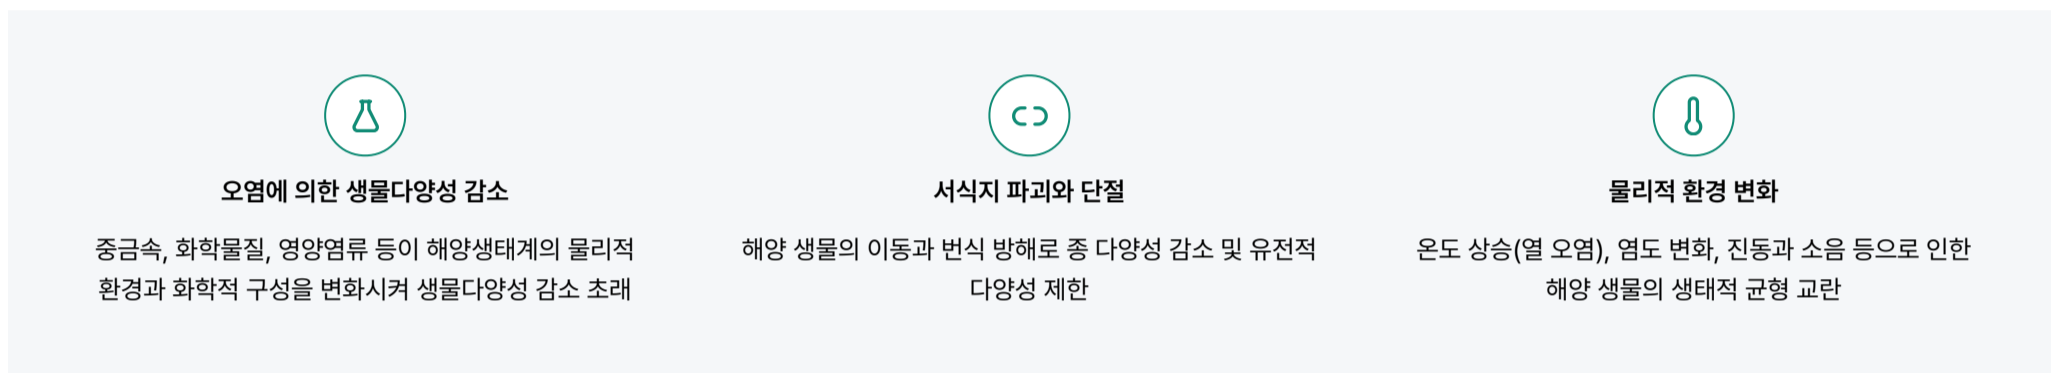 오염에 의한 생물다양성 감소
중금속, 화학물질, 영양염류 등이 해양생태계의 물리적
환경과 화학적 구성을 변화시켜 생물다양성 감소 초래
서식지 파괴와 단절
해양 생물의 이동과 번식 방해로 종 다양성 감소 및 유전적
다양성 제한
물리적 환경 변화
온도 상승(열 오염), 염도 변화, 진동과 소음 등으로 인한
해양 생물의 생태적 균형 교란